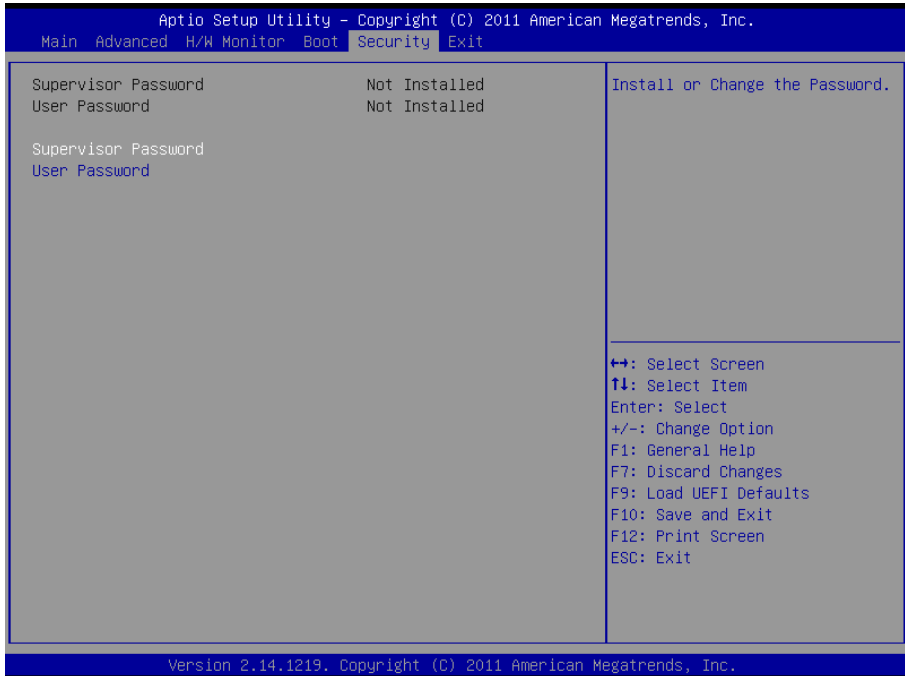 Aptio Setup Utility – Copyright (C) 2011 American Megatrends, Inc.
Main Advanced H/W Monitor Boot Security Exit
Supervisor Password Not Installed
User Password Not Installed
Supervisor Password
User Password
Install or Change the Password.
↔: Select Screen
↑↓: Select Item
Enter: Select
+/-: Change Option
F1: General Help
F7: Discard Changes
F9: Load UEFI Defaults
F10: Save and Exit
F12: Print Screen
ESC: Exit
Version 2.14.1219. Copyright (C) 2011 American Megatrends, Inc.